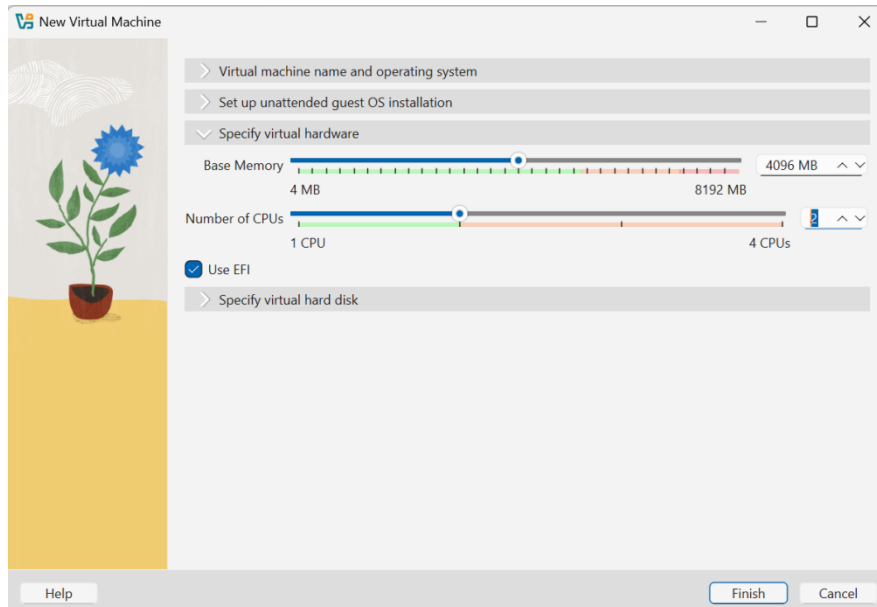 New Virtual Machine
Virtual machine name and operating system
Set up unattended guest OS installation
Specify virtual hardware
Base Memory 4096 MB
4 MB 8192 MB
Number of CPUs 2
1 CPU 4 CPUs
Use EFI
Specify virtual hard disk
Help Finish Cancel